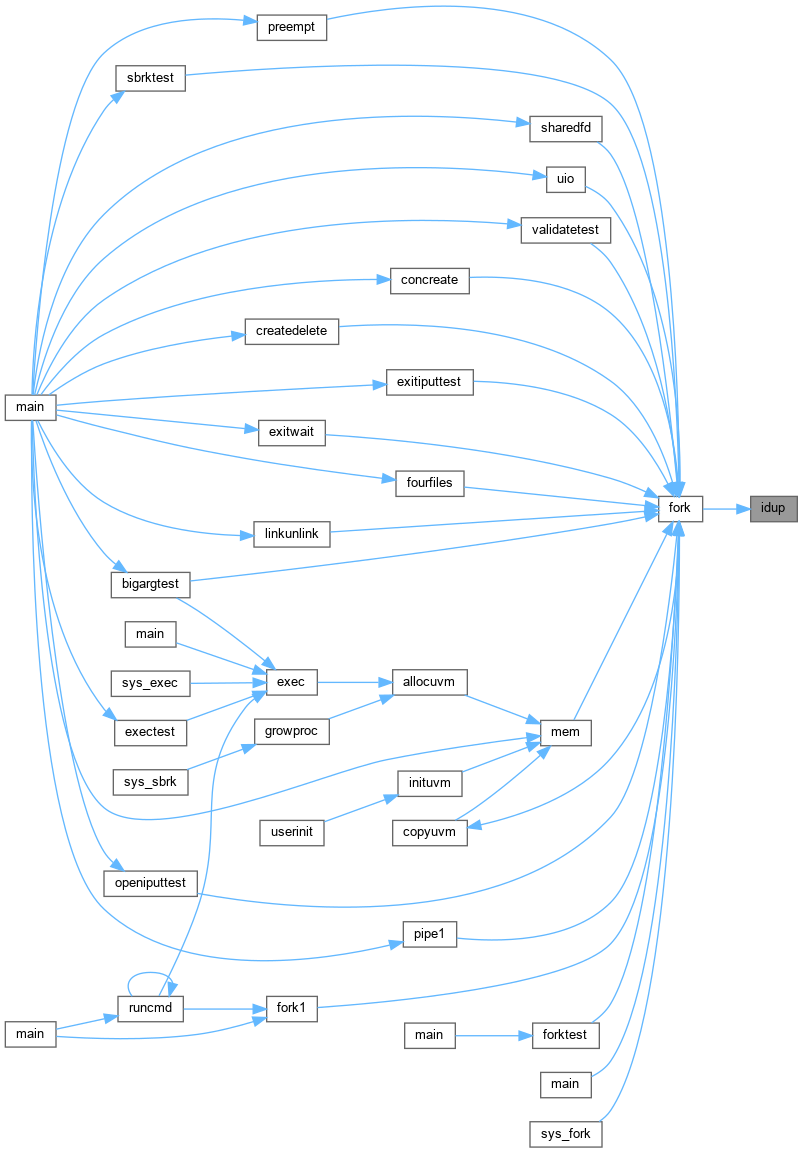 preempt
sbrktest
sharedfd
uio
validatetest
concreate
createdelete
exitiputtest
main
exitwait
fourfiles
fork
idup
linkunlink
bigargtest
main
sys_exec
exec
allocuvm
exectest
growproc
mem
sys_sbrk
inituvm
userinit
copyuvm
openiputtest
pipe1
runcmd
fork1
main
main
forktest
main
sys_fork